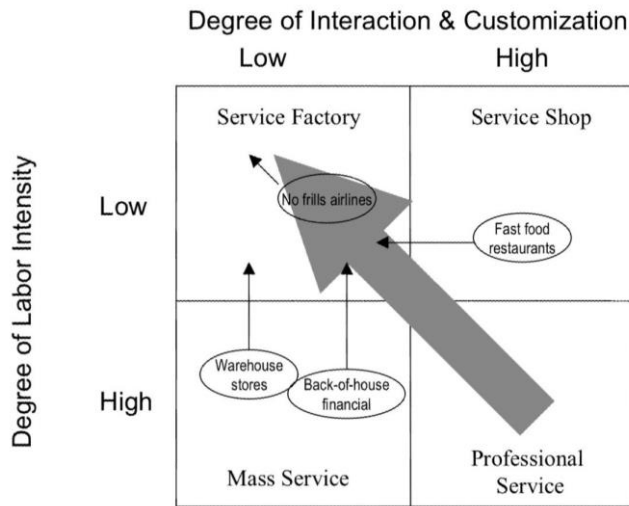 Degree of Interaction & Customization
Low
High
Service Factory
Service Shop
Degree of Labor Intensity
Low
No frills airlines
Fast food
restaurants
High
Warehouse
stores
Back-of-house
financial
Mass Service
Professional
Service